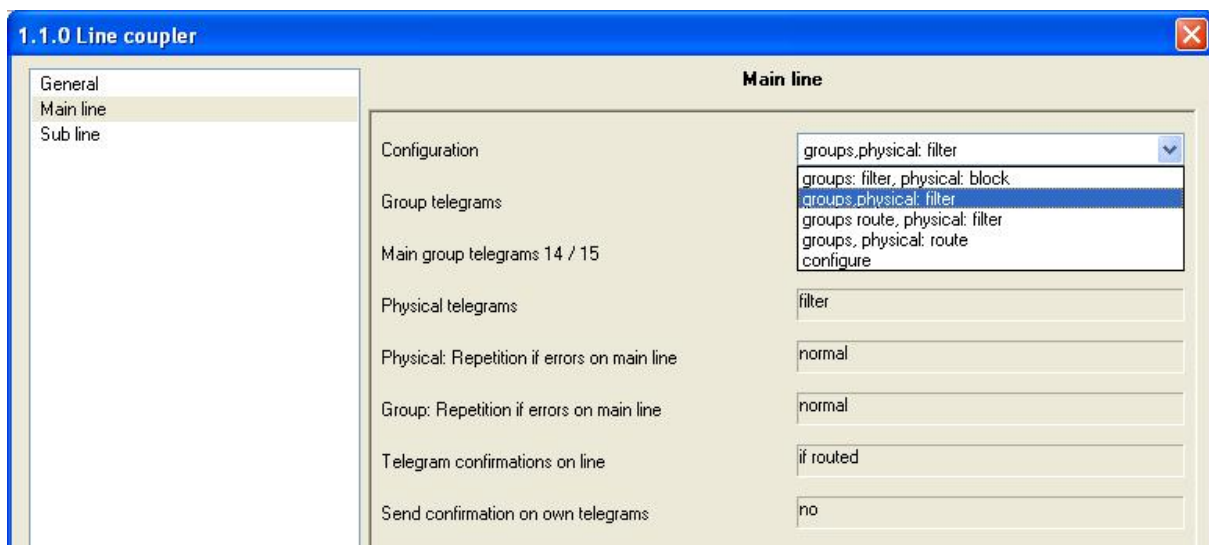 1.1.0 Line coupler
General
Main line
Sub line
Main line
Configuration
groups,physical: filter
groups: filter, physical: block
groups,physical: filter
groups route, physical: filter
groups, physical: route
configure
Group telegrams
Main group telegrams 14 / 15
Physical telegrams
filter
Physical: Repetition if errors on main line
normal
Group: Repetition if errors on main line
normal
Telegram confirmations on line
if routed
Send confirmation on own telegrams
no